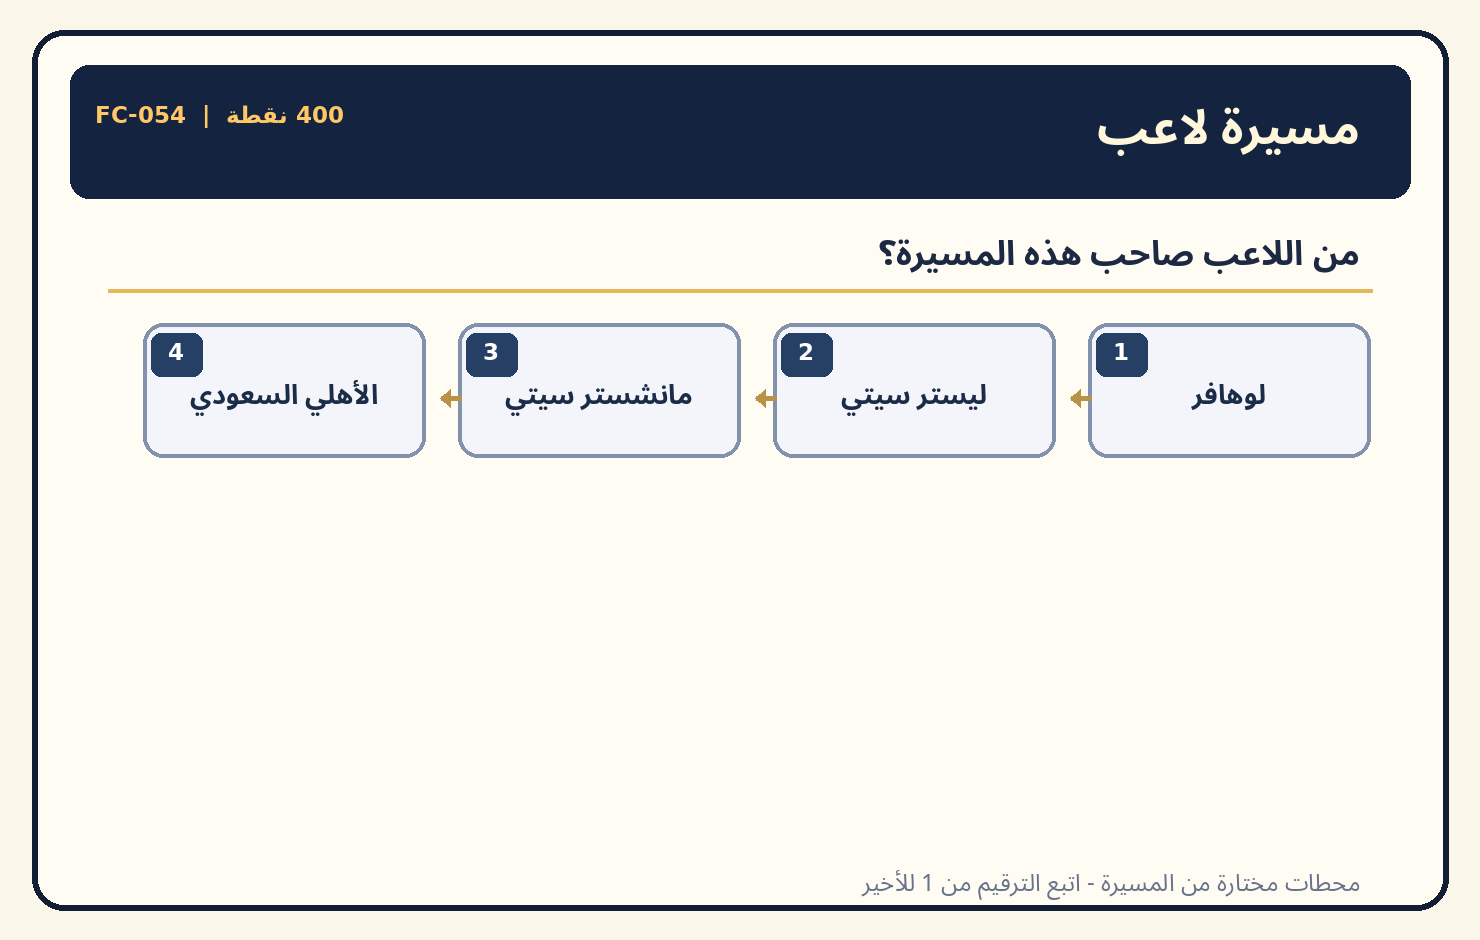 مسيرة لاعب
400 نقطة | FC-054
من اللاعب صاحب هذه المسيرة؟
1
لوهافر
2
ليستر سيتي
3
مانشستر سيتي
4
الأهلي السعودي
محطات مختارة من المسيرة - اتبع الترقيم من 1 للأخير